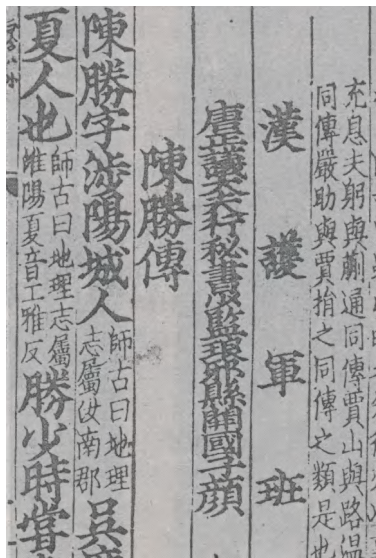 充息夫躬與蒯通同傳賈山與路温
同傳嚴助與賈捐之同傳之類是也
漢護軍班
唐正議大夫行秘書少監琅邪縣開國子顔
陳勝傳
陳勝字渉陽城人師古曰地理志屬汝南郡吳廣
夏人也師古曰地理志屬淮陽夏音工雅反勝少時嘗